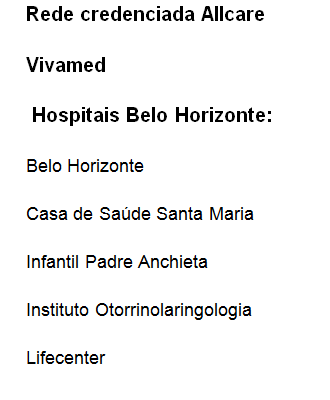 Rede credenciada Allcare
Vivamed
Hospitais Belo Horizonte:
Belo Horizonte
Casa de Saúde Santa Maria
Infantil Padre Anchieta
Instituto Otorrinolaringologia
Lifecenter